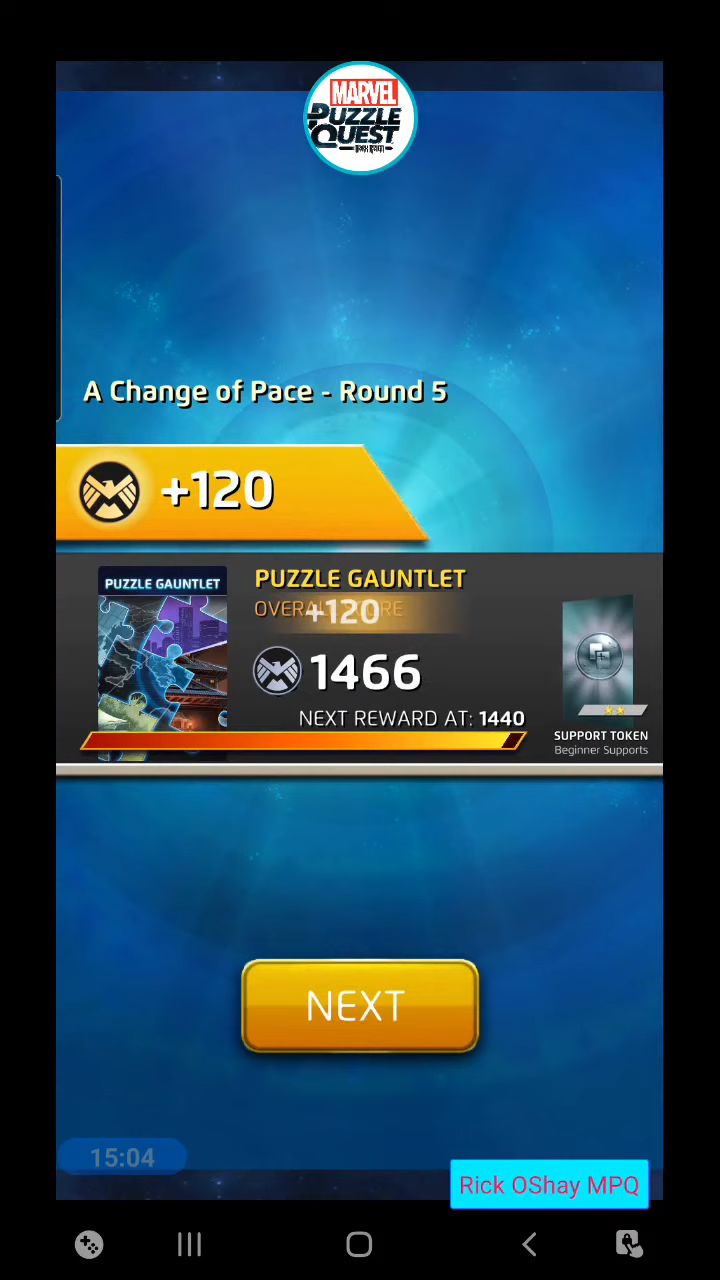 MARVEL
PUZZLE
QUEST
A Change of Pace - Round 5
+120
PUZZLE GAUNTLET
PUZZLE GAUNTLET
+120
1466
NEXT REWARD AT: 1440
SUPPORT TOKEN
Beginner Supports
NEXT
15:04
Rick OShay MPQ